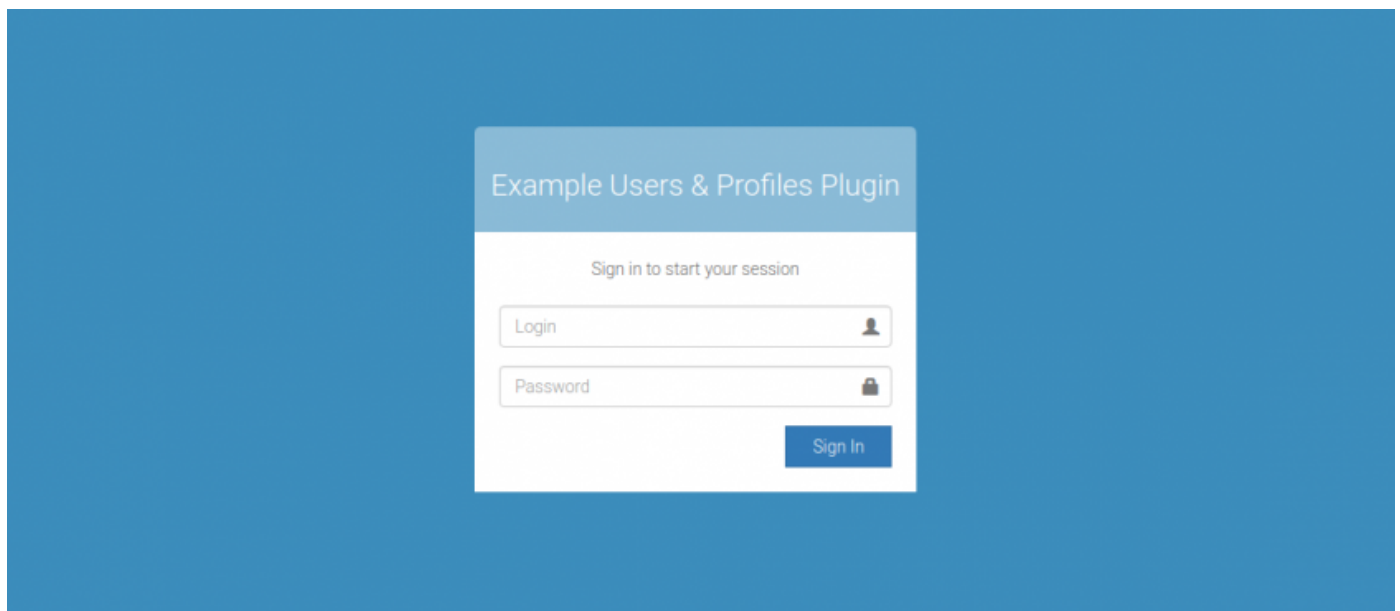 Example Users & Profiles Plugin
Sign in to start your session
Login
Password
Sign In